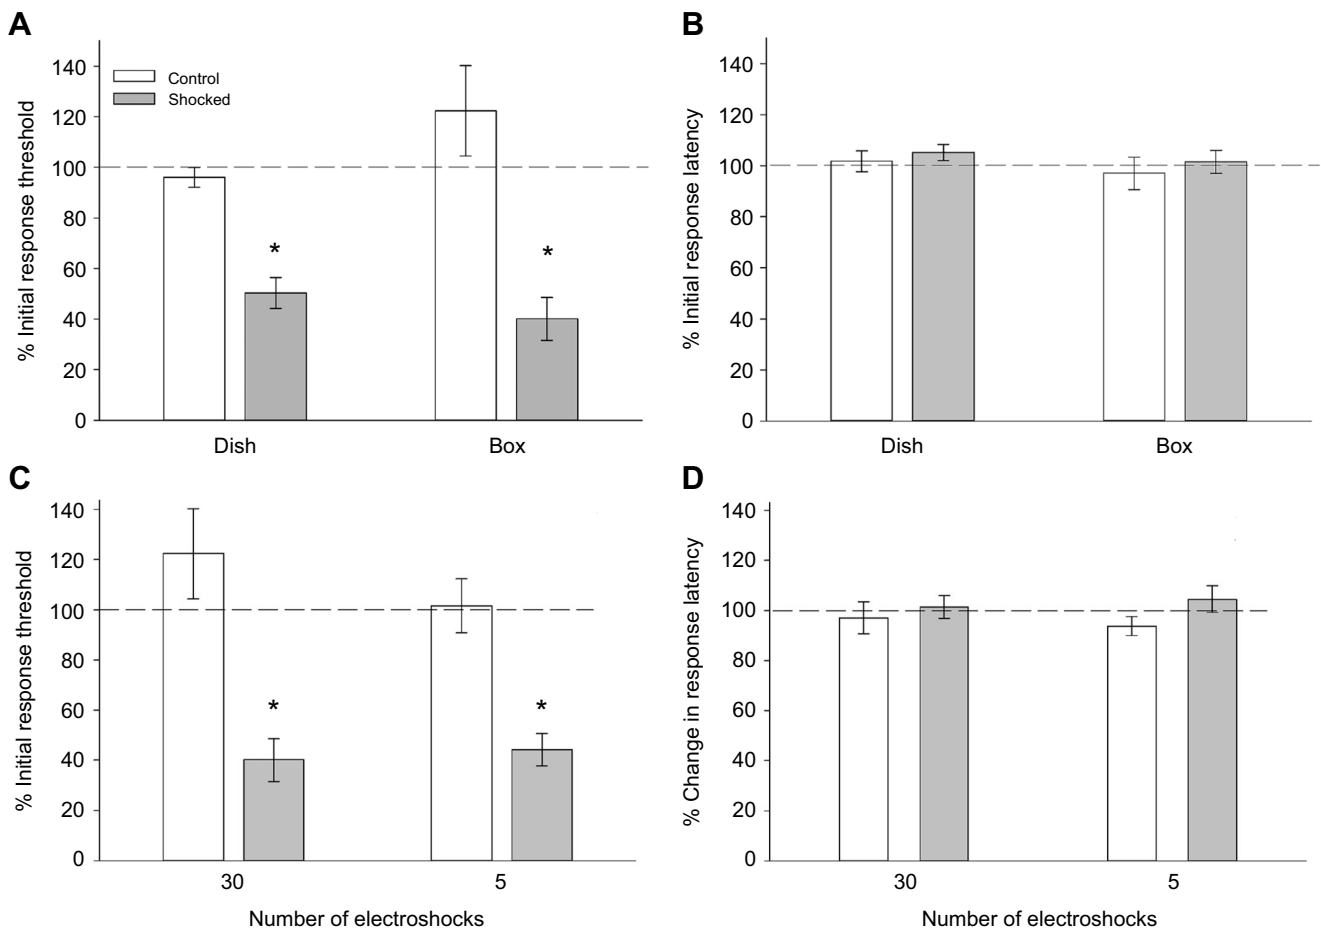 A
% Initial response threshold
140
120
100
80
60
40
20
0
Control
Shocked
*
*
Dish
Box
B
% Initial response latency
140
120
100
80
60
40
20
0
Dish
Box
C
% Initial response threshold
140
120
100
80
60
40
20
0
*
*
30
5
Number of electroshocks
D
% Change in response latency
140
120
100
80
60
40
20
0
30
5
Number of electroshocks